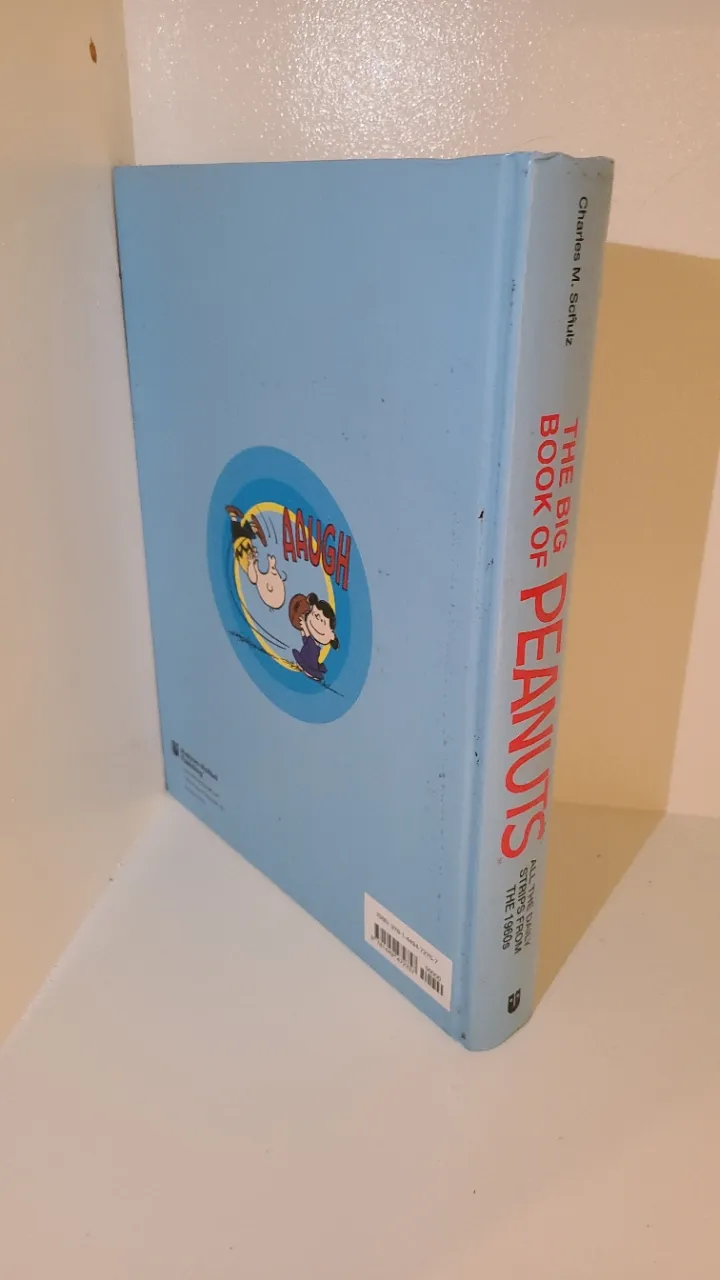 AAUGH
Charles M. Schulz
THE BIG
BOOK OF
PEANUTS
ALL THE DAILY
STRIPS FROM
THE 1960s